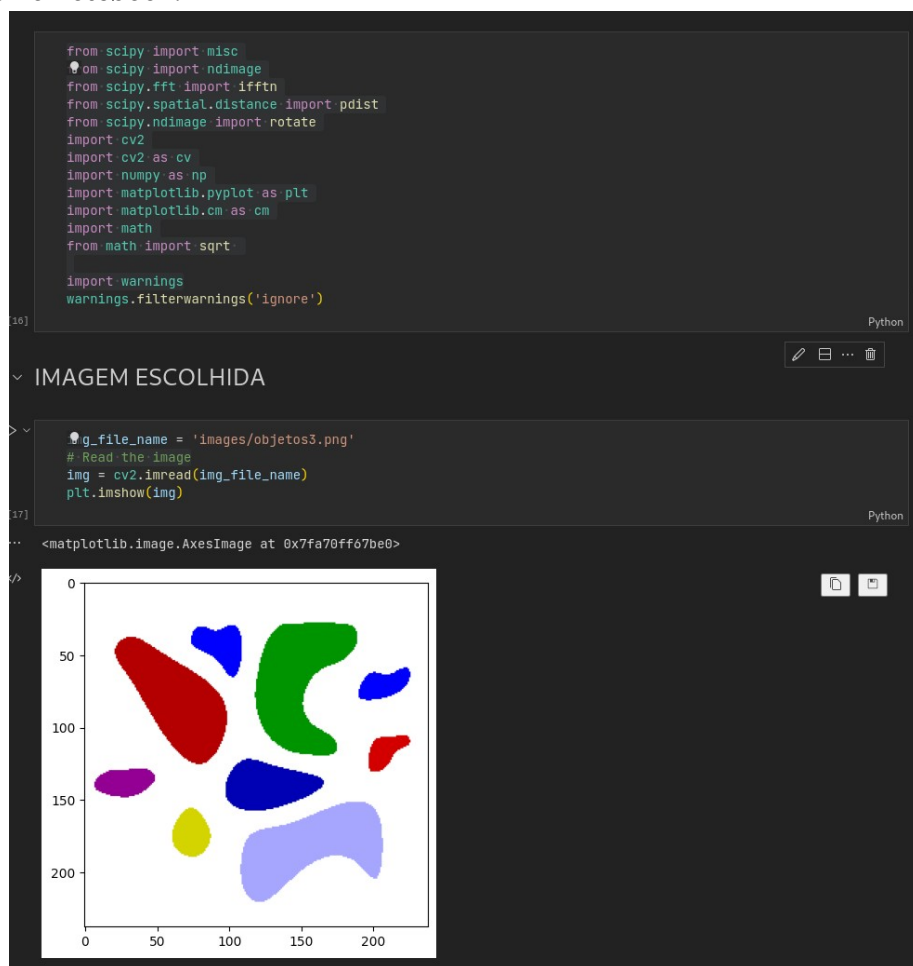 from scipy import misc
om scipy import ndimage
from scipy.fft import ifftn
from scipy.spatial.distance import pdist
from scipy.ndimage import rotate
import cv2
import cv2 as cv
import numpy as np
import matplotlib.pyplot as plt
import matplotlib.cm as cm
import math
from math import sqrt
import warnings
warnings.filterwarnings('ignore')
[16]
Python
IMAGEM ESCOLHIDA
g_file_name = 'images/objetos3.png'
# Read the image
img = cv2.imread(img_file_name)
plt.imshow(img)
[17]
Python
... <matplotlib.image.AxesImage at 0x7fa70ff67be0>
</>
0
50
100
150
200
0 50 100 150 200